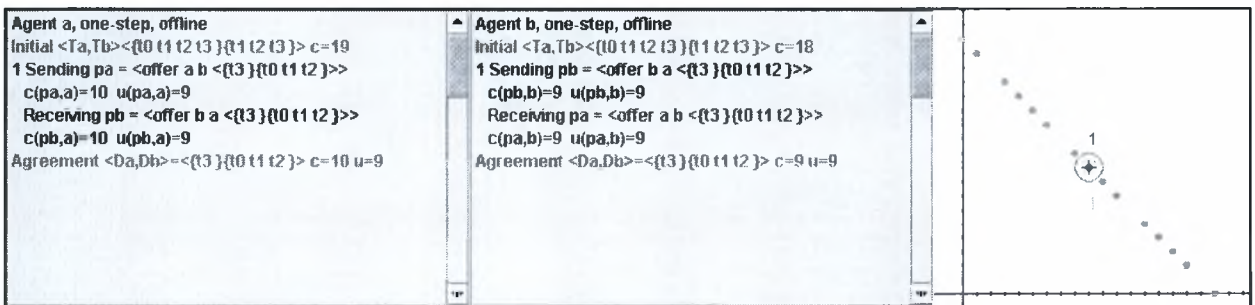 Agent a, one-step, offline
Initial <Ta,Tb><{t0 t1 t2 t3 }{t1 t2 t3 }> c=19
1 Sending pa = <offer a b <{t3 }{t0 t1 t2 }>>
c(pa,a)=10 u(pa,a)=9
Receiving pb = <offer b a <{t3 }{t0 t1 t2 }>>
c(pb,a)=10 u(pb,a)=9
Agreement <Da,Db>=<{t3 }{t0 t1 t2 }> c=10 u=9
Agent b, one-step, offline
Initial <Ta,Tb><{t0 t1 t2 t3 }{t1 t2 t3 }> c=18
1 Sending pb = <offer b a <{t3 }{t0 t1 t2 }>>
c(pb,b)=9 u(pb,b)=9
Receiving pa = <offer a b <{t3 }{t0 t1 t2 }>>
c(pa,b)=9 u(pa,b)=9
Agreement <Da,Db>=<{t3 }{t0 t1 t2 }> c=9 u=9
1